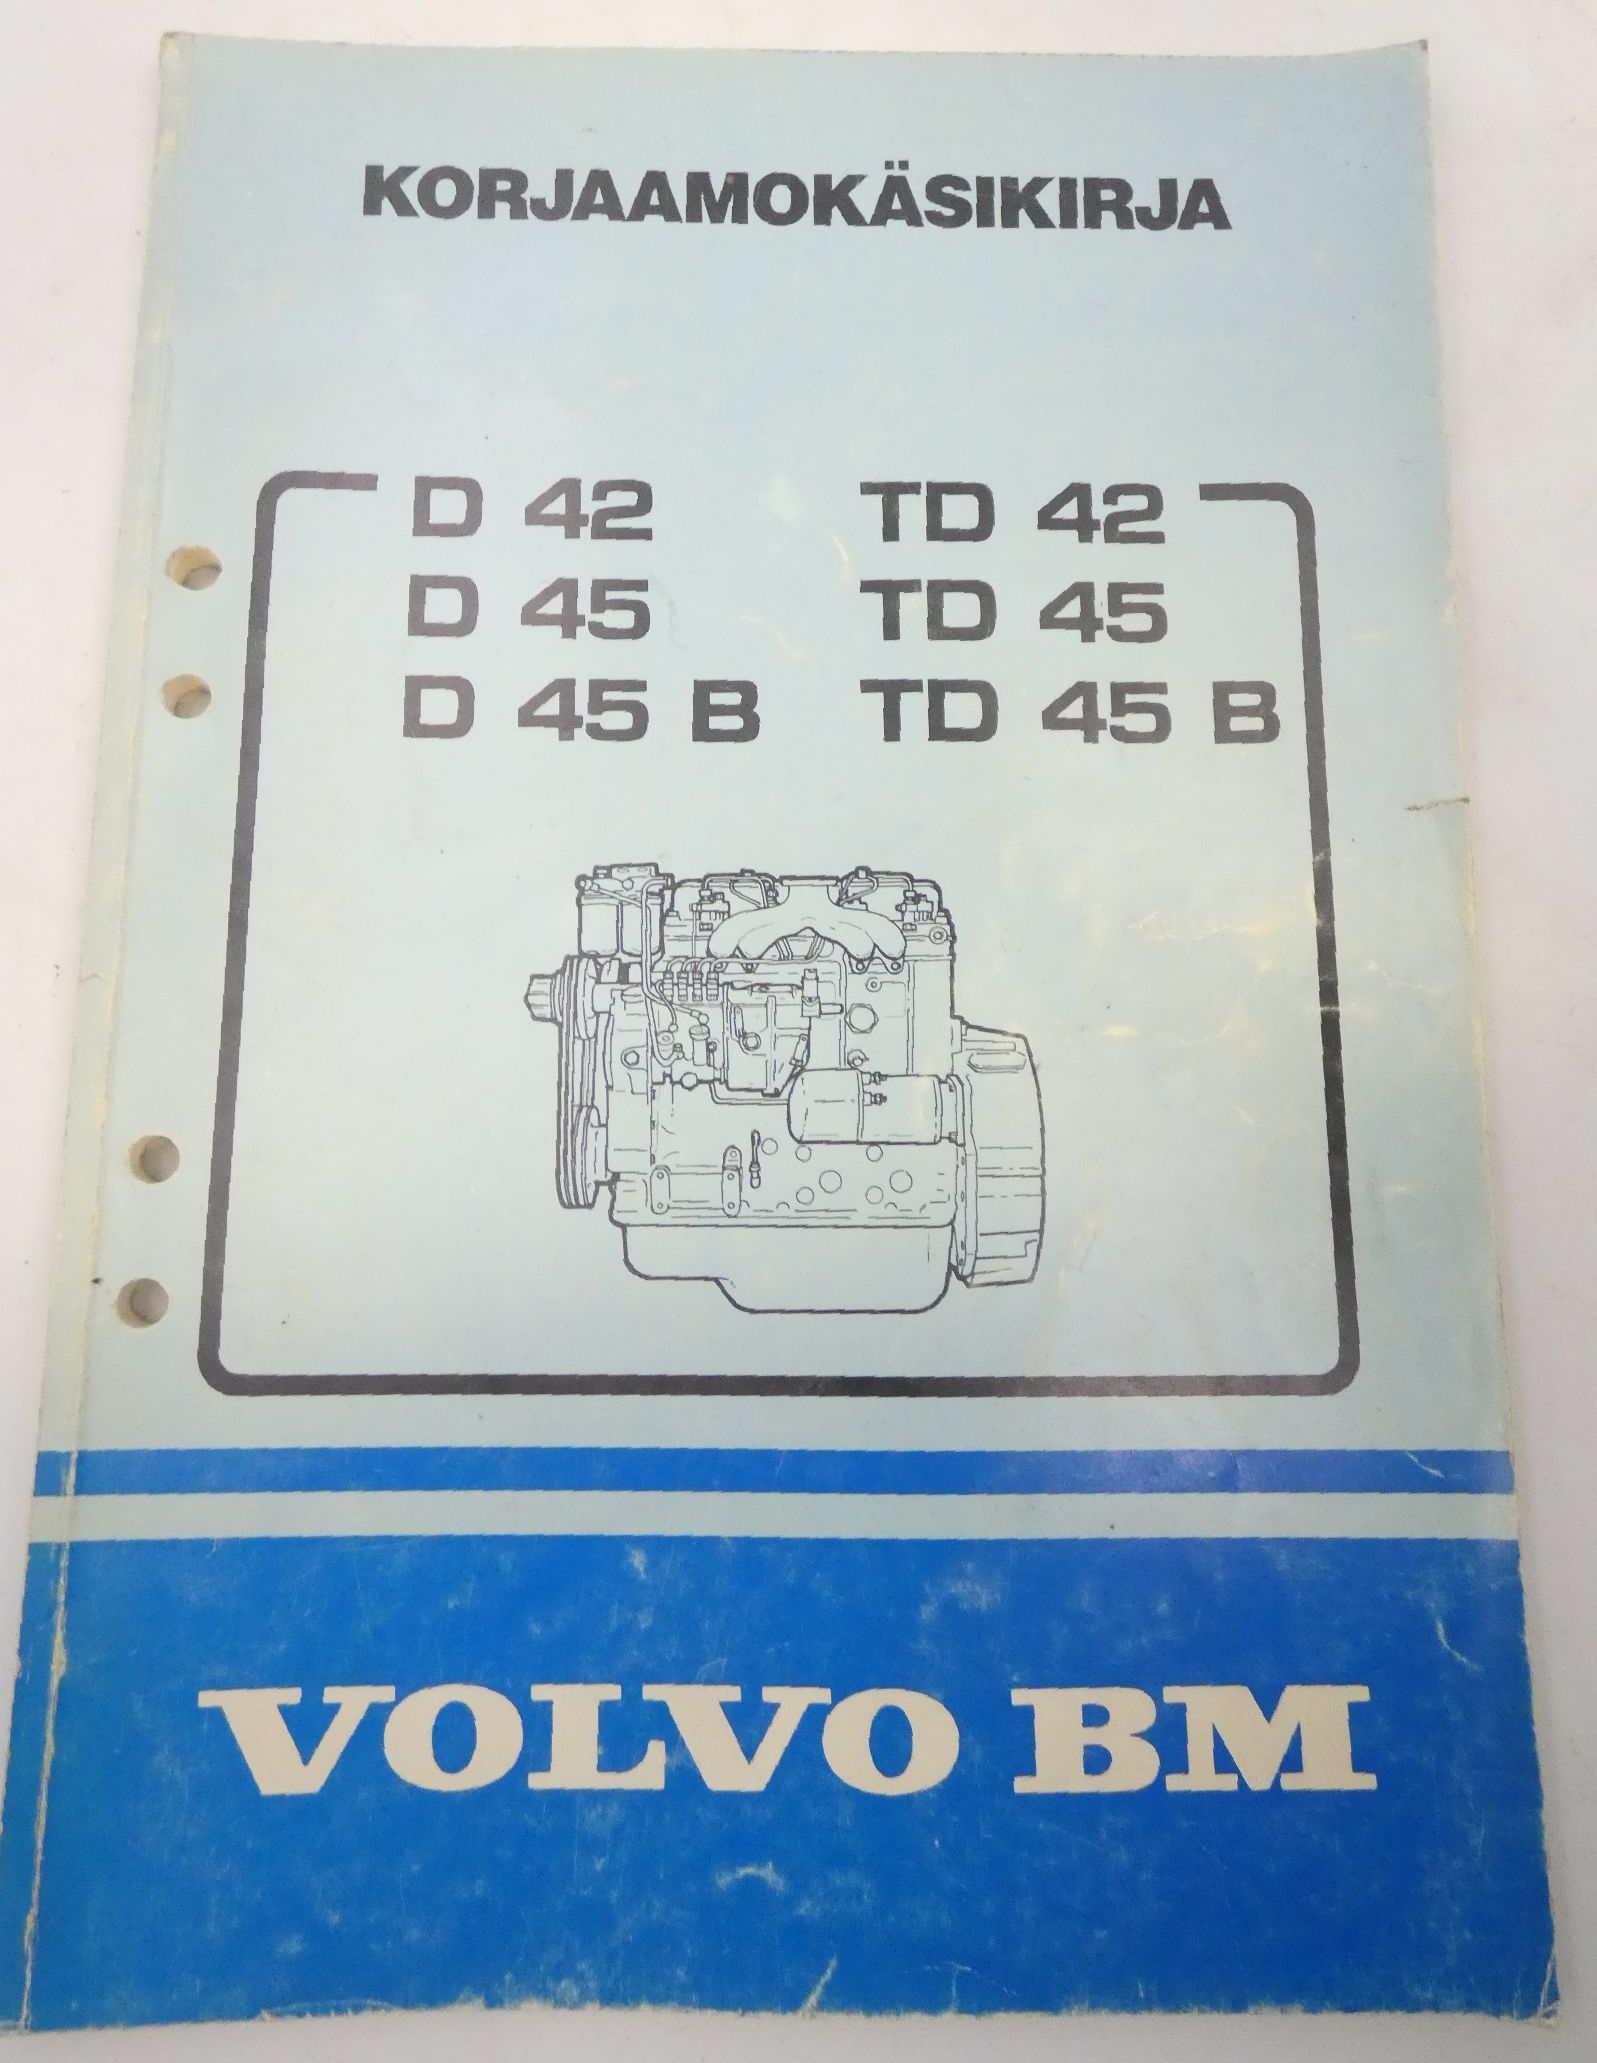 KORJAAMOKÄSIKIRJA
D 42 TD 42
D 45 TD 45
D 45 B TD 45 B
VOLVO BM